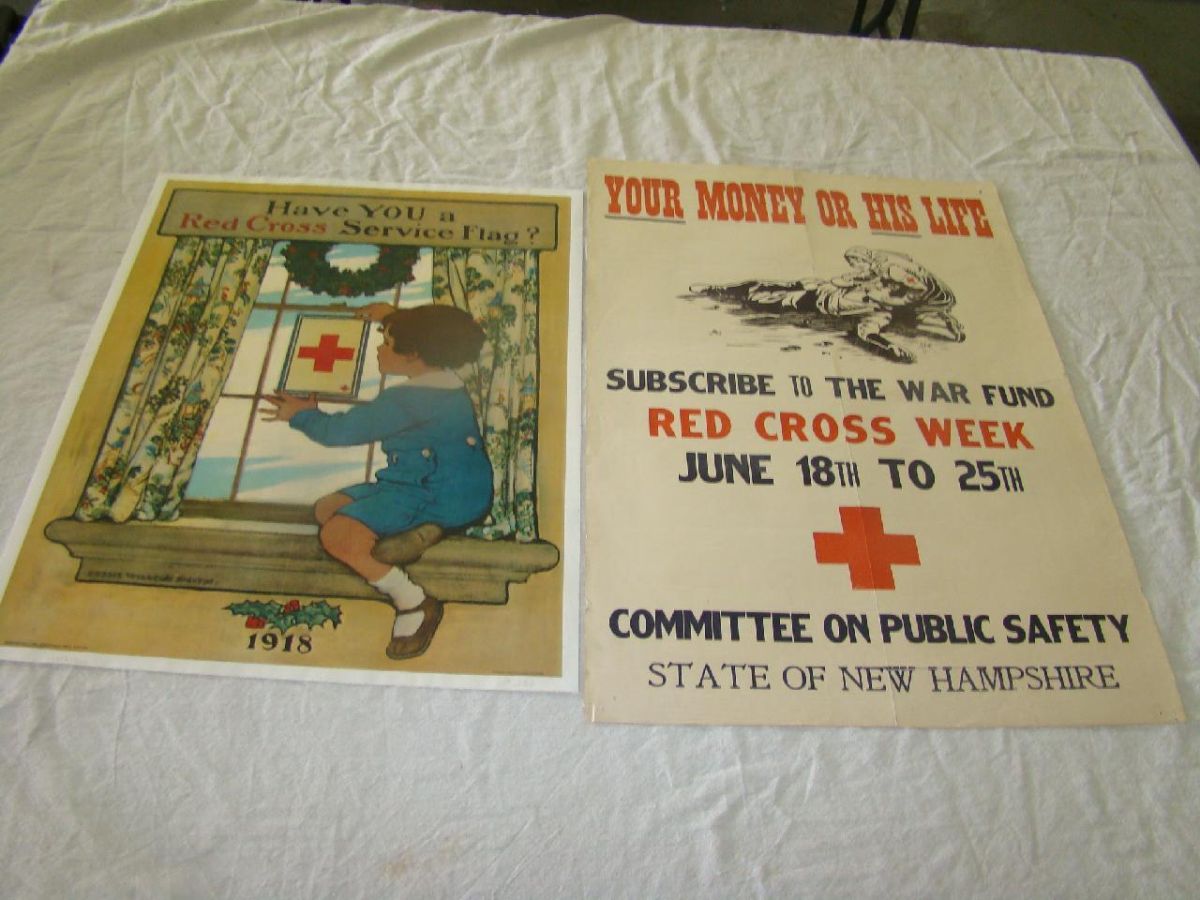 Have YOU a
Red Cross Service Flag?
1918
YOUR MONEY OR HIS LIFE
SUBSCRIBE TO THE WAR FUND
RED CROSS WEEK
JUNE 18TH TO 25TH
COMMITTEE ON PUBLIC SAFETY
STATE OF NEW HAMPSHIRE